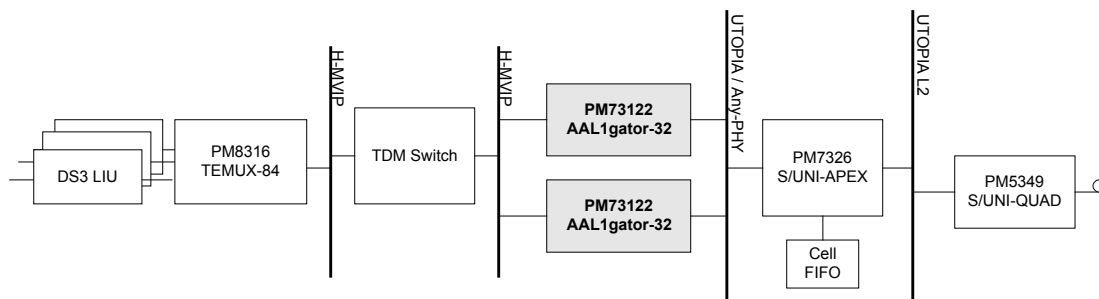 DS3 LIU
PM8316
TEMUX-84
H-MVIP
TDM Switch
H-MVIP
PM73122
AAL1gator-32
PM73122
AAL1gator-32
UTOPIA / Any-PHY
PM7326
S/UNI-APEX
Cell
FIFO
UTOPIA L2
PM5349
S/UNI-QUAD